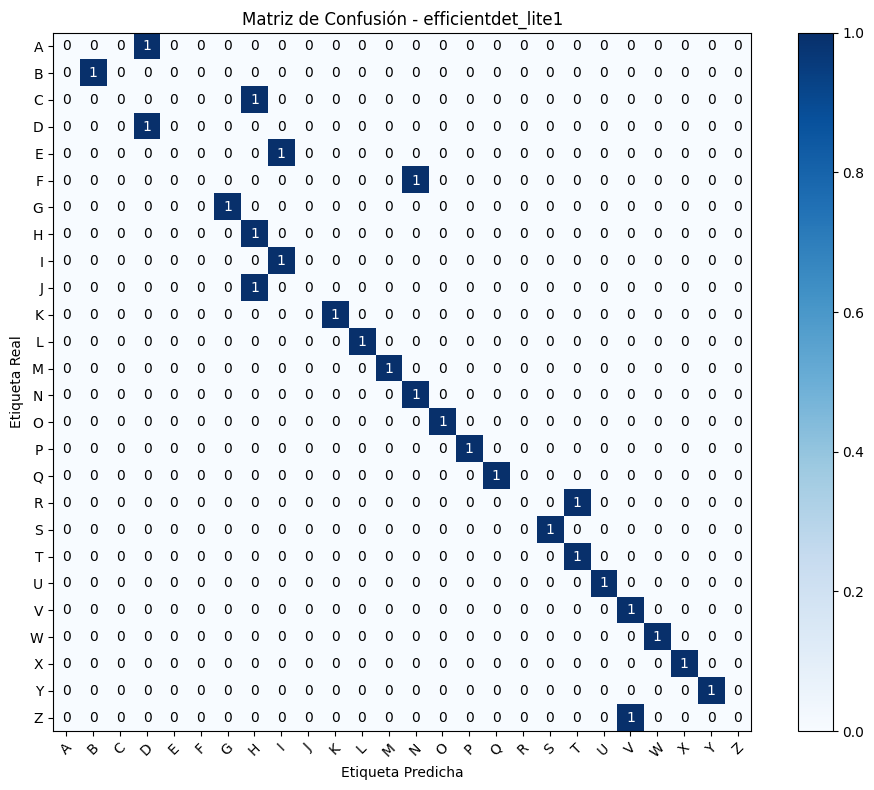 Matriz de Confusión - efficientdet_lite1
A 0 0 0 1 0 0 0 0 0 0 0 0 0 0 0 0 0 0 0 0 0 0 0 0 0 0
B 0 1 0 0 0 0 0 0 0 0 0 0 0 0 0 0 0 0 0 0 0 0 0 0 0 0
C 0 0 0 0 0 0 0 1 0 0 0 0 0 0 0 0 0 0 0 0 0 0 0 0 0 0
D 0 0 0 1 0 0 0 0 0 0 0 0 0 0 0 0 0 0 0 0 0 0 0 0 0 0
E 0 0 0 0 0 0 0 0 1 0 0 0 0 0 0 0 0 0 0 0 0 0 0 0 0 0
F 0 0 0 0 0 0 0 0 0 0 0 0 0 1 0 0 0 0 0 0 0 0 0 0 0 0
G 0 0 0 0 0 0 1 0 0 0 0 0 0 0 0 0 0 0 0 0 0 0 0 0 0 0
H 0 0 0 0 0 0 0 1 0 0 0 0 0 0 0 0 0 0 0 0 0 0 0 0 0 0
I 0 0 0 0 0 0 0 0 1 0 0 0 0 0 0 0 0 0 0 0 0 0 0 0 0 0
J 0 0 0 0 0 0 0 1 0 0 0 0 0 0 0 0 0 0 0 0 0 0 0 0 0 0
K 0 0 0 0 0 0 0 0 0 0 1 0 0 0 0 0 0 0 0 0 0 0 0 0 0 0
L 0 0 0 0 0 0 0 0 0 0 0 1 0 0 0 0 0 0 0 0 0 0 0 0 0 0
M 0 0 0 0 0 0 0 0 0 0 0 0 1 0 0 0 0 0 0 0 0 0 0 0 0 0
N 0 0 0 0 0 0 0 0 0 0 0 0 0 1 0 0 0 0 0 0 0 0 0 0 0 0
O 0 0 0 0 0 0 0 0 0 0 0 0 0 0 1 0 0 0 0 0 0 0 0 0 0 0
P 0 0 0 0 0 0 0 0 0 0 0 0 0 0 0 1 0 0 0 0 0 0 0 0 0 0
Q 0 0 0 0 0 0 0 0 0 0 0 0 0 0 0 0 1 0 0 0 0 0 0 0 0 0
R 0 0 0 0 0 0 0 0 0 0 0 0 0 0 0 0 0 0 0 1 0 0 0 0 0 0
S 0 0 0 0 0 0 0 0 0 0 0 0 0 0 0 0 0 0 1 0 0 0 0 0 0 0
T 0 0 0 0 0 0 0 0 0 0 0 0 0 0 0 0 0 0 0 1 0 0 0 0 0 0
U 0 0 0 0 0 0 0 0 0 0 0 0 0 0 0 0 0 0 0 0 1 0 0 0 0 0
V 0 0 0 0 0 0 0 0 0 0 0 0 0 0 0 0 0 0 0 0 0 1 0 0 0 0
W 0 0 0 0 0 0 0 0 0 0 0 0 0 0 0 0 0 0 0 0 0 0 1 0 0 0
X 0 0 0 0 0 0 0 0 0 0 0 0 0 0 0 0 0 0 0 0 0 0 0 1 0 0
Y 0 0 0 0 0 0 0 0 0 0 0 0 0 0 0 0 0 0 0 0 0 0 0 0 1 0
Z 0 0 0 0 0 0 0 0 0 0 0 0 0 0 0 0 0 0 0 0 0 1 0 0 0 0
A B C D E F G H I J K L M N O P Q R S T U V W X Y Z
Etiqueta Predicha
Etiqueta Real
1.0
0.8
0.6
0.4
0.2
0.0